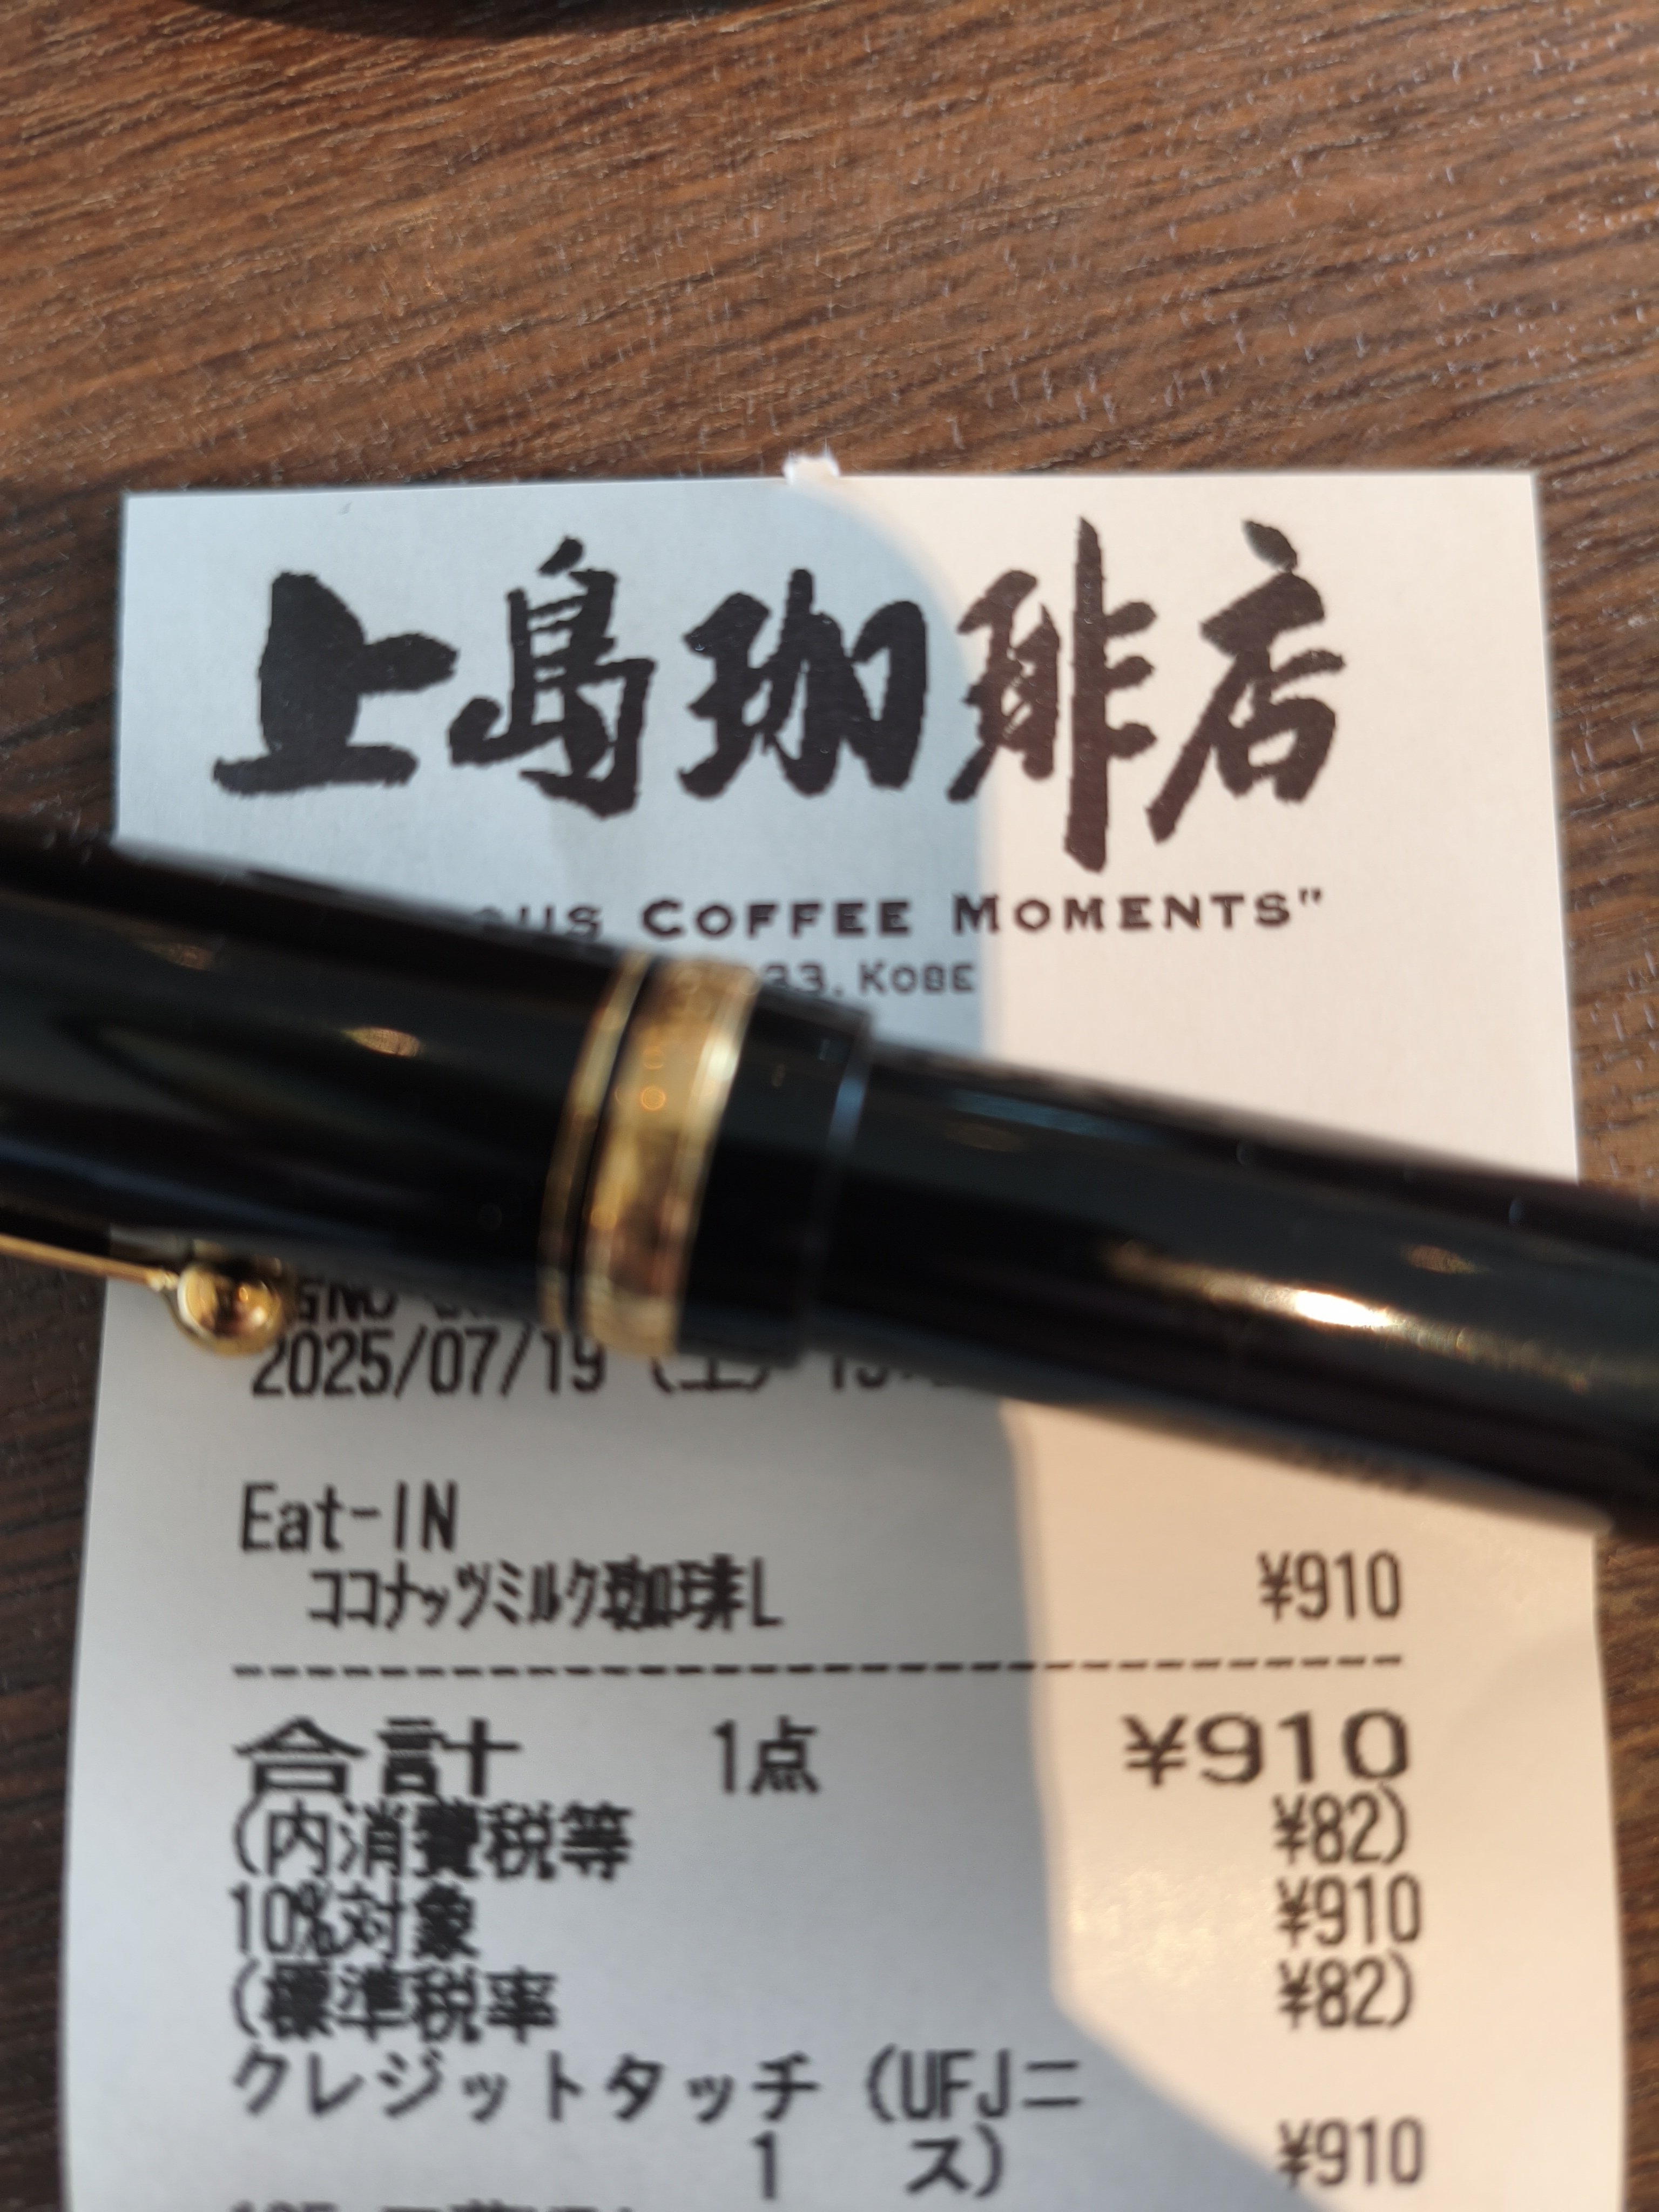 上島珈琲店
COFFEE MOMENTS"
KOBE
2025/07/19 (土)
Eat-IN
ココナッツミルク珈琲L ¥910
合計 1点 ¥910
(内消費税等 ¥82)
10%対象 ¥910
(標準税率 ¥82)
クレジットタッチ (UFJニ
1 ス) ¥910